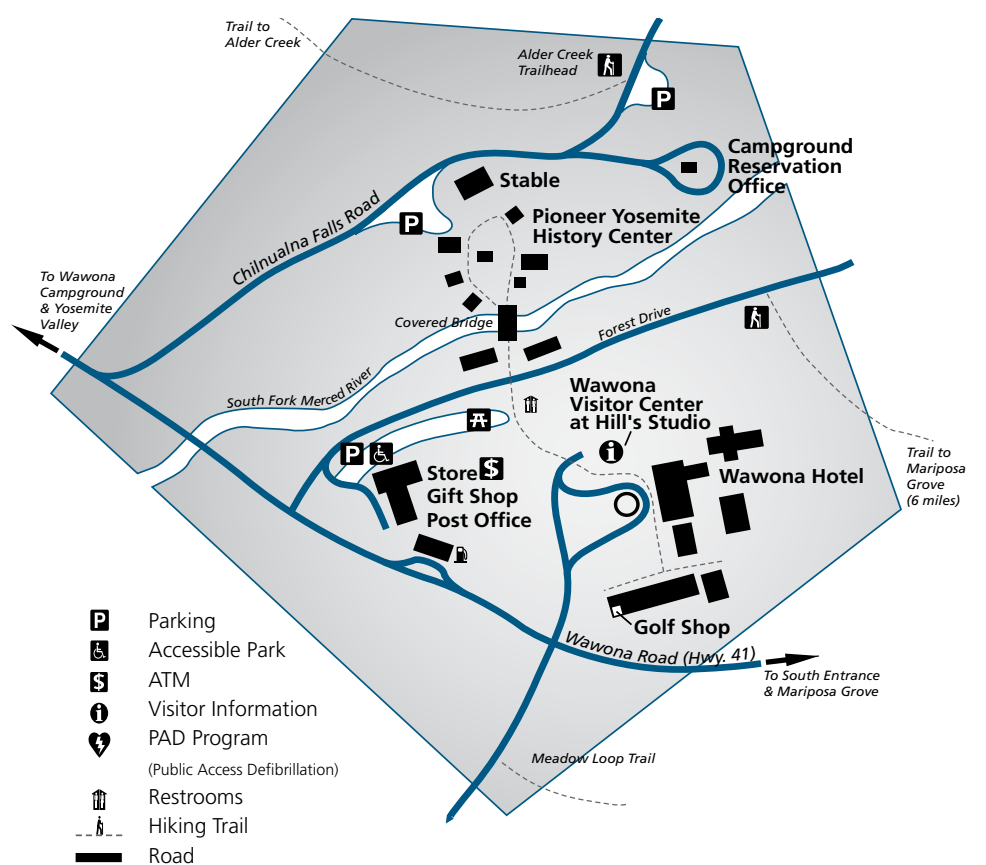 Trail to
Alder Creek
Alder Creek
Trailhead
P
Campground
Reservation
Office
Stable
Chilnualna Falls Road
P
Pioneer Yosemite
History Center
To Wawona
Campground
& Yosemite
Valley
Covered Bridge
Forest Drive
South Fork Merced River
Wawona
Visitor Center
at Hill's Studio
i
P
Store $
Gift Shop
Post Office
Wawona Hotel
Trail to
Mariposa
Grove
(6 miles)
Golf Shop
Wawona Road (Hwy. 41)
To South Entrance
& Mariposa Grove
Meadow Loop Trail
P Parking
Accessible Park
$ ATM
i Visitor Information
PAD Program
(Public Access Defibrillation)
Restrooms
Hiking Trail
Road